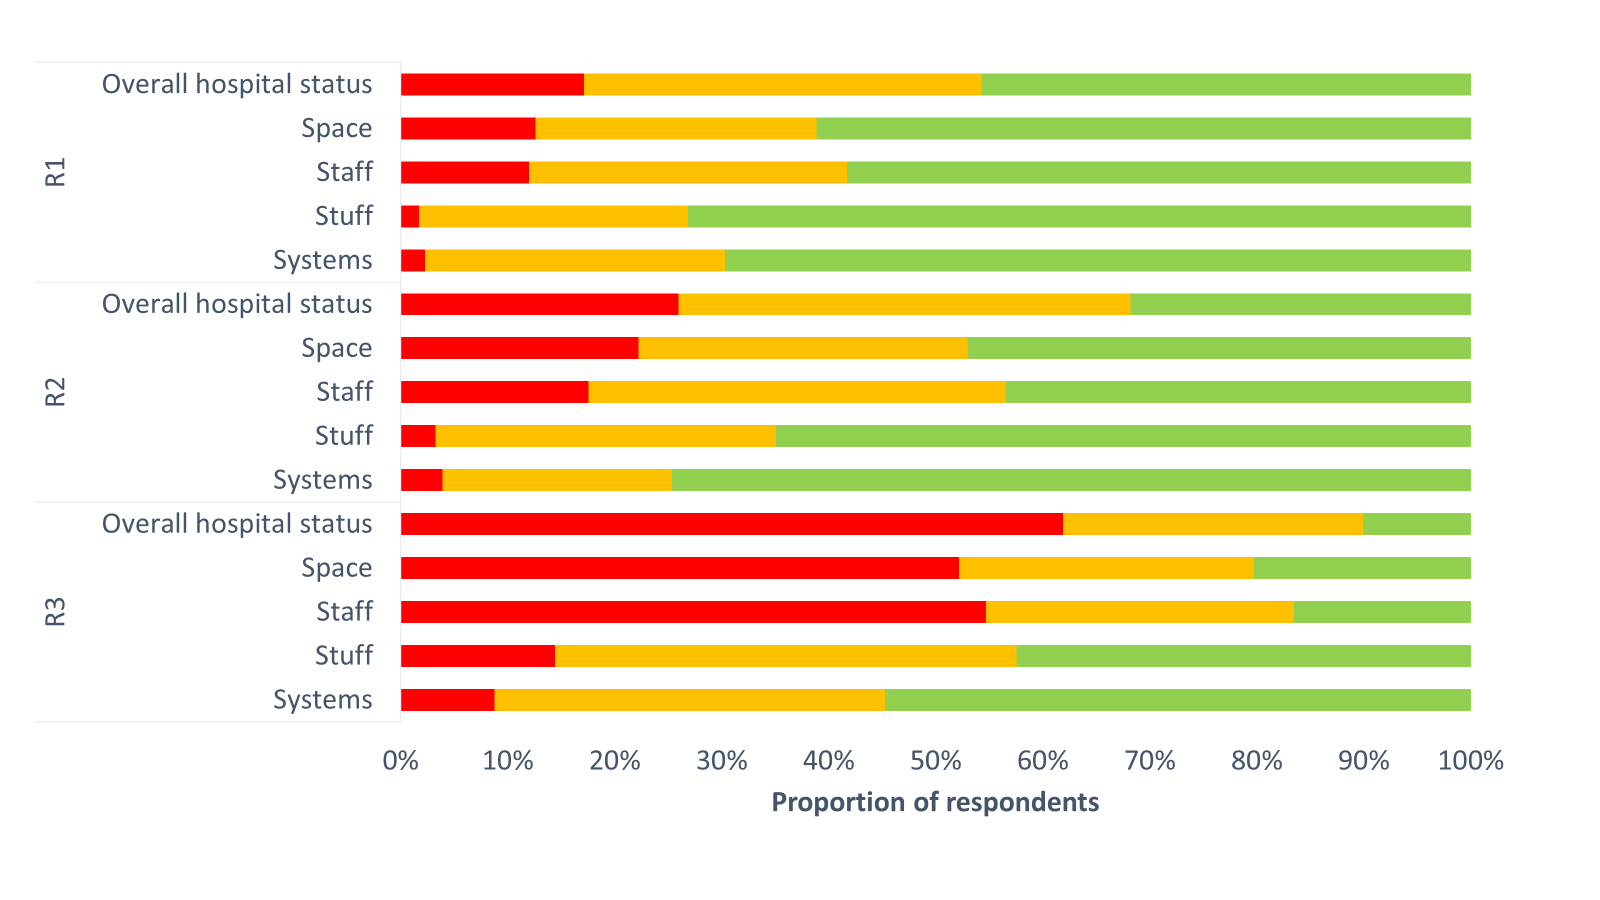 R1
Overall hospital status
Space
Staff
Stuff
Systems
R2
Overall hospital status
Space
Staff
Stuff
Systems
R3
Overall hospital status
Space
Staff
Stuff
Systems
0% 10% 20% 30% 40% 50% 60% 70% 80% 90% 100%
Proportion of respondents